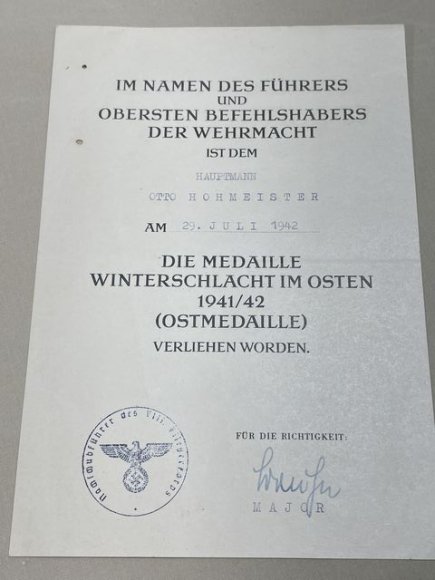 IM NAMEN DES FÜHRERS
UND
OBERSTEN BEFEHLSHABERS
DER WEHRMACHT
IST DEM
HAUPTMANN
OTTO HOHMEISTER
AM 29. JULI 1942
DIE MEDAILLE
WINTERSCHLACHT IM OSTEN
1941/42
(OSTMEDAILLE)
VERLIEHEN WORDEN.
FÜR DIE RICHTIGKEIT:
MAJOR